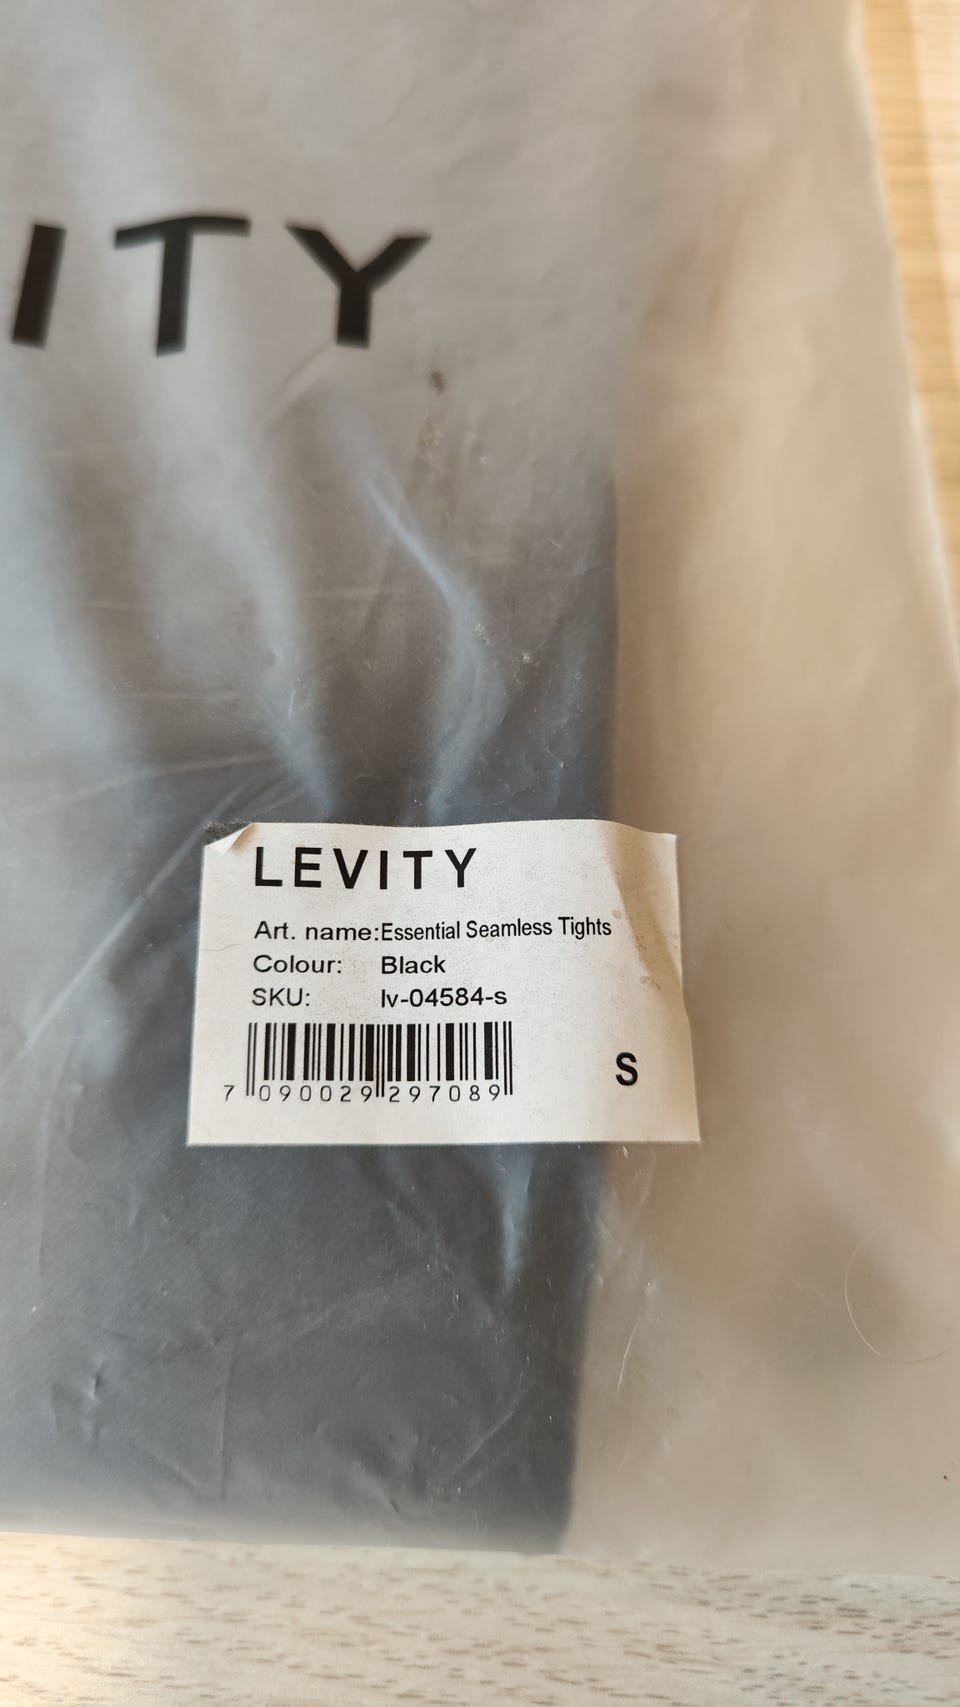 ITY
LEVITY
Art. name:Essential Seamless Tights
Colour: Black
SKU: lv-04584-s
S
7 090029 297089